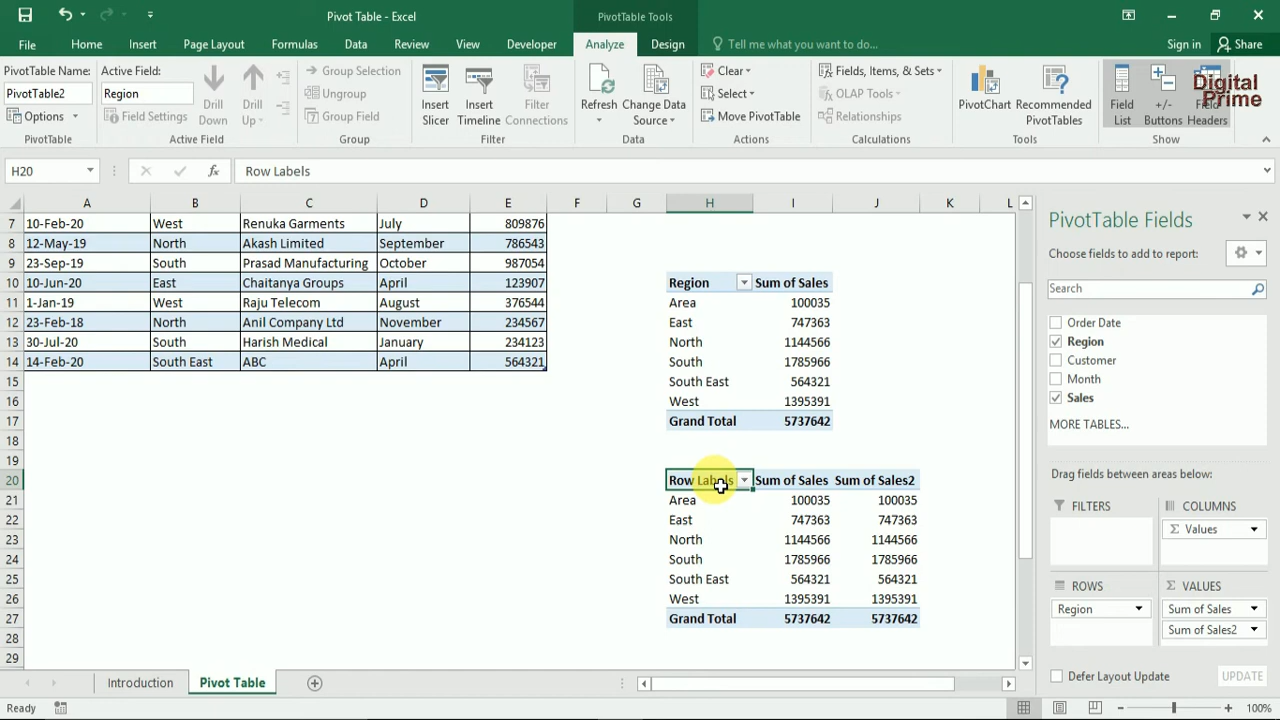 Pivot Table - Excel
PivotTable Tools
File Home Insert Page Layout Formulas Data Review View Developer Analyze Design Tell me what you want to do... Sign in Share
PivotTable Name:
PivotTable2
Options
PivotTable
Active Field:
Region
Field Settings
Drill Down
Drill Up
Active Field
Group Selection
Ungroup
Group Field
Group
Insert Slicer
Insert Timeline
Filter Connections
Filter
Refresh
Change Data Source
Data
Clear
Select
Move PivotTable
Actions
Fields, Items, & Sets
OLAP Tools
Relationships
Calculations
PivotChart
Recommended PivotTables
Tools
Field List
+/- Buttons
Field Headers
Show
Digital
Prime
H20 fx Row Labels
A B C D E F G H I J K L
7 10-Feb-20 West Renuka Garments July 809876
8 12-May-19 North Akash Limited September 786543
9 23-Sep-19 South Prasad Manufacturing October 987054
10 10-Jun-20 East Chaitanya Groups April 123907 Region Sum of Sales
11 1-Jan-19 West Raju Telecom August 376544 Area 100035
12 23-Feb-18 North Anil Company Ltd November 234567 East 747363
13 30-Jul-20 South Harish Medical January 234123 North 1144566
14 14-Feb-20 South East ABC April 564321 South 1785966
15 South East 564321
16 West 1395391
17 Grand Total 5737642
18
19
20 Row Labels Sum of Sales Sum of Sales2
21 Area 100035 100035
22 East 747363 747363
23 North 1144566 1144566
24 South 1785966 1785966
25 South East 564321 564321
26 West 1395391 1395391
27 Grand Total 5737642 5737642
28
29
PivotTable Fields
Choose fields to add to report:
Search
Order Date
Region
Customer
Month
Sales
MORE TABLES...
Drag fields between areas below:
FILTERS
COLUMNS
Σ Values
ROWS
Region
Σ VALUES
Sum of Sales
Sum of Sales2
Defer Layout Update UPDATE
Introduction Pivot Table
Ready 100%